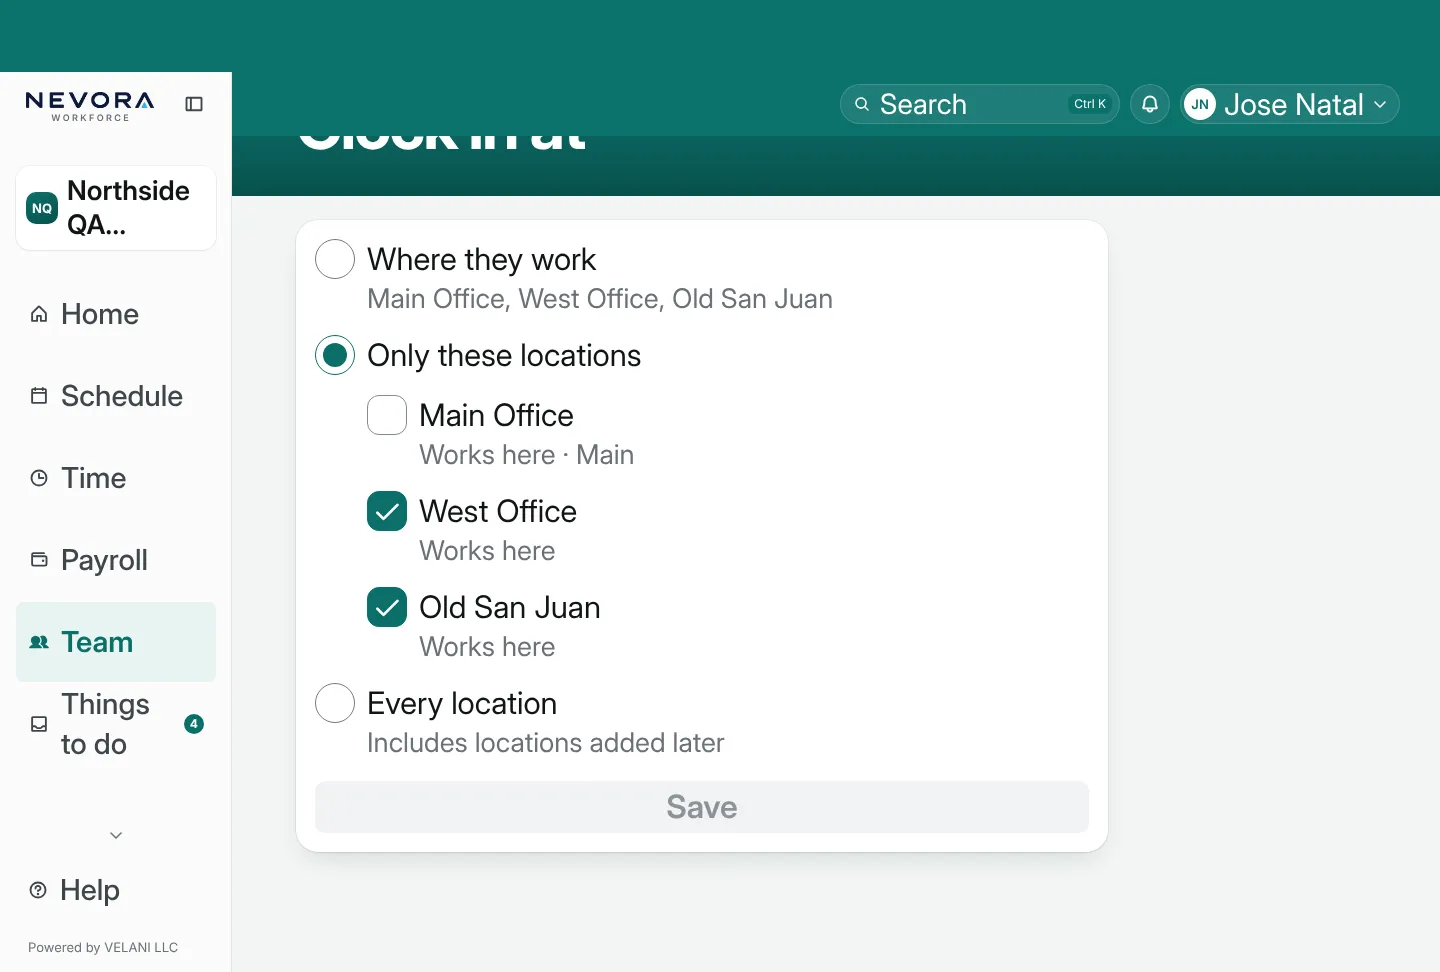 NEVORA
WORKFORCE
Search
Ctrl K
JN
Jose Natal
Clock in at
NQ
Northside
QA...
Home
Schedule
Time
Payroll
Team
Things
to do
4
Help
Powered by VELANI LLC
Where they work
Main Office, West Office, Old San Juan
Only these locations
Main Office
Works here · Main
West Office
Works here
Old San Juan
Works here
Every location
Includes locations added later
Save